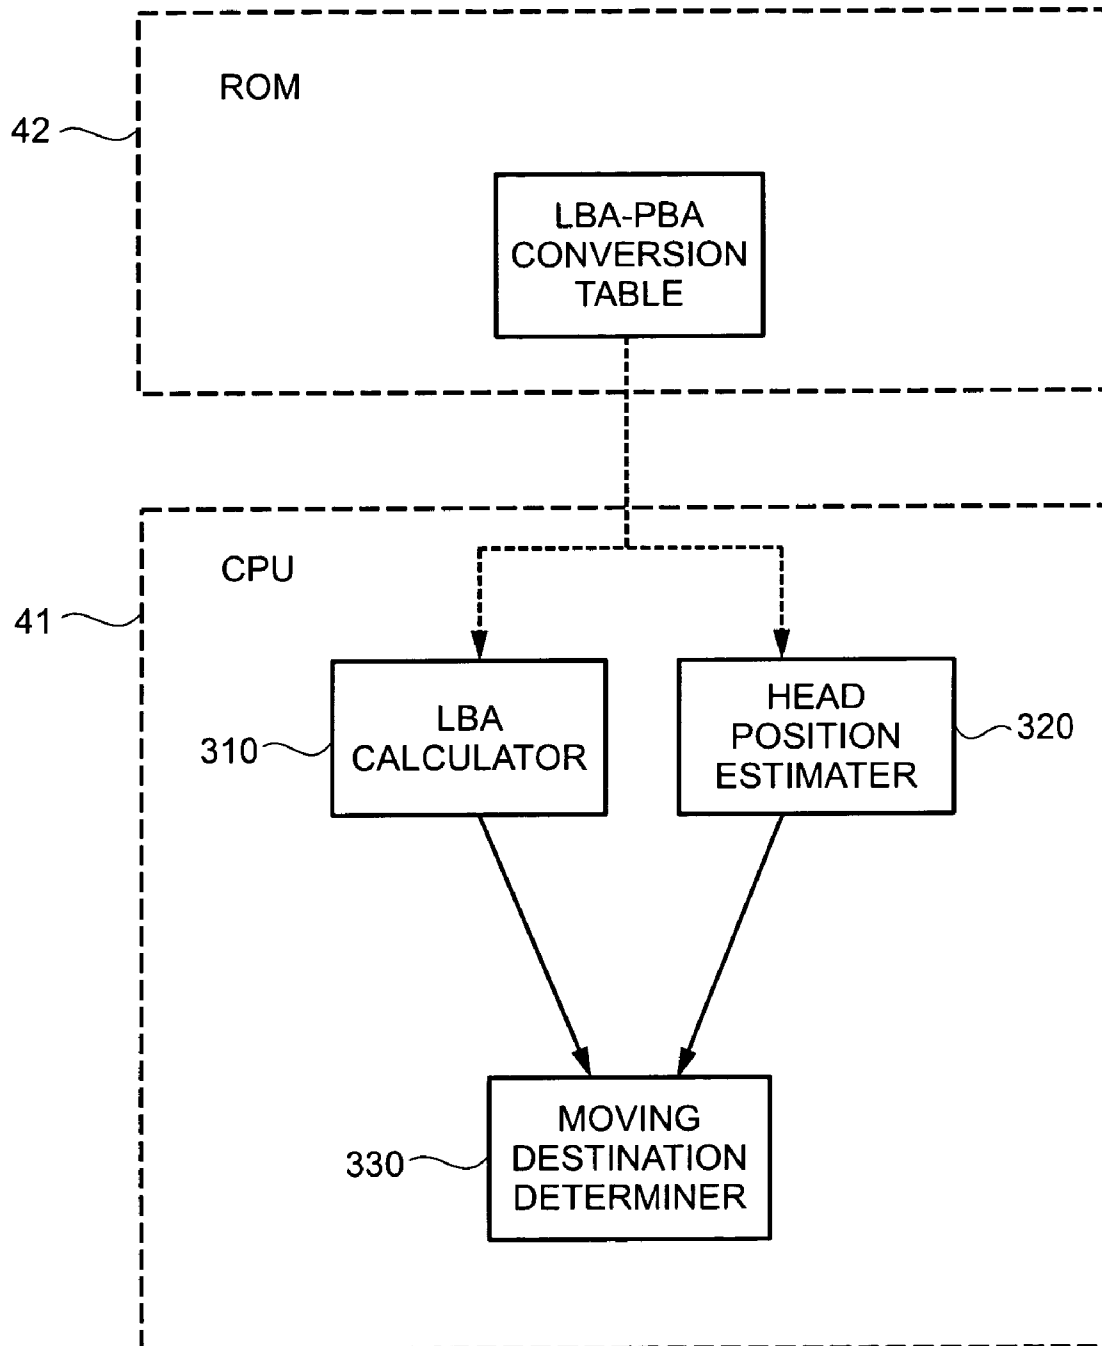 ROM
42
LBA-PBA
CONVERSION
TABLE
CPU
41
LBA
CALCULATOR
310
HEAD
POSITION
ESTIMATER
320
MOVING
DESTINATION
DETERMINER
330